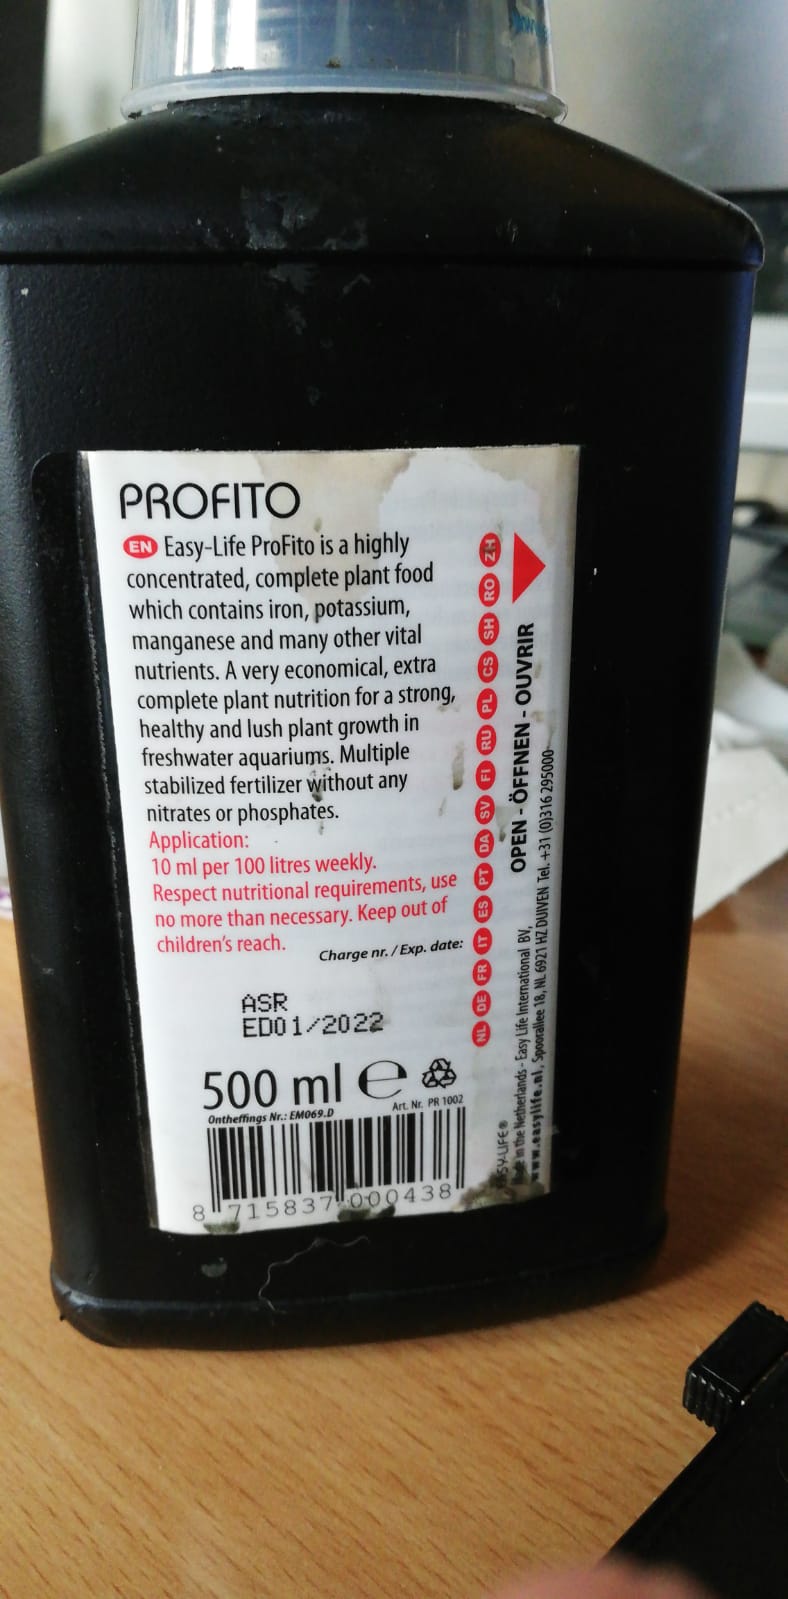 PROFITO
EN Easy-Life ProFito is a highly
concentrated, complete plant food
which contains iron, potassium,
manganese and many other vital
nutrients. A very economical, extra
complete plant nutrition for a strong,
healthy and lush plant growth in
freshwater aquariums. Multiple
stabilized fertilizer without any
nitrates or phosphates.
Application:
10 ml per 100 litres weekly.
Respect nutritional requirements, use
no more than necessary. Keep out of
children's reach.
Charge nr. / Exp. date:
ASR
ED01/2022
500 ml e
Ontheffings Nr.: EM069.D
Art. Nr. PR 1002
8 715837 000438
NL DE FR IT ES PT DA SV FI RU PL CS SH RO ZH
OPEN - ÖFFNEN - OUVRIR
EASY-LIFE®
Made in the Netherlands - Easy Life International BV,
www.easylife.nl, Spoorallee 18, NL 6921 HZ DUIVEN Tel. +31 (0)316 295000